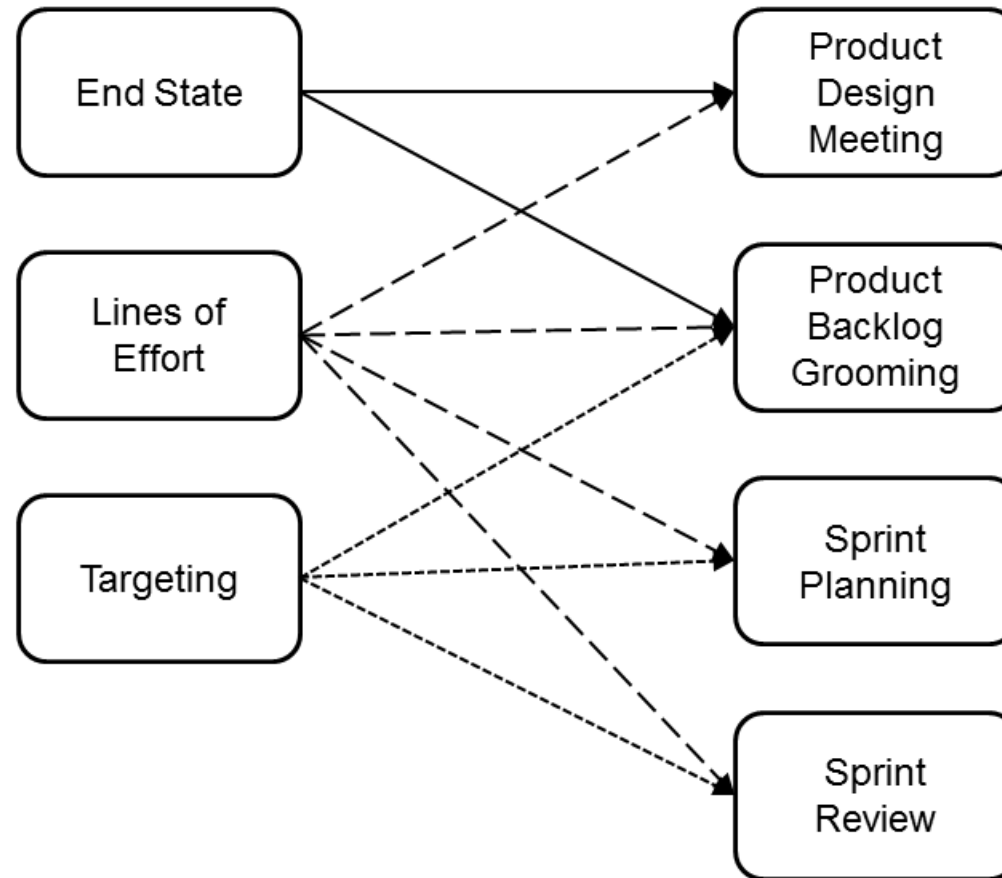 End State
Lines of
Effort
Targeting
Product
Design
Meeting
Product
Backlog
Grooming
Sprint
Planning
Sprint
Review